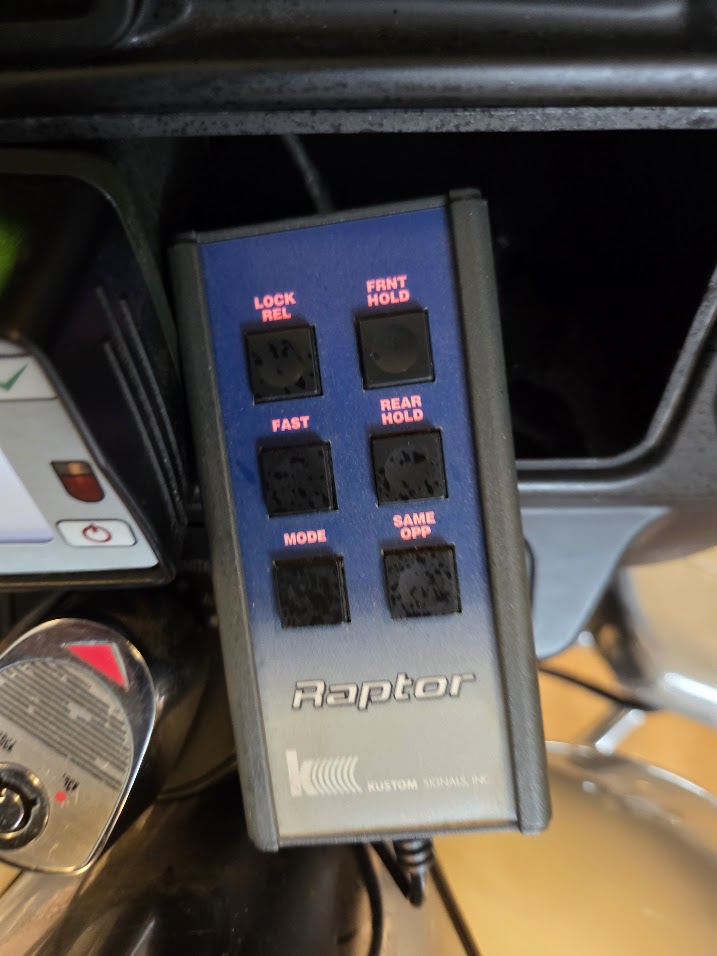 LOCK
REL
FRNT
HOLD
FAST
REAR
HOLD
MODE
SAME
OPP
Raptor
KUSTOM SIGNALS, INC.